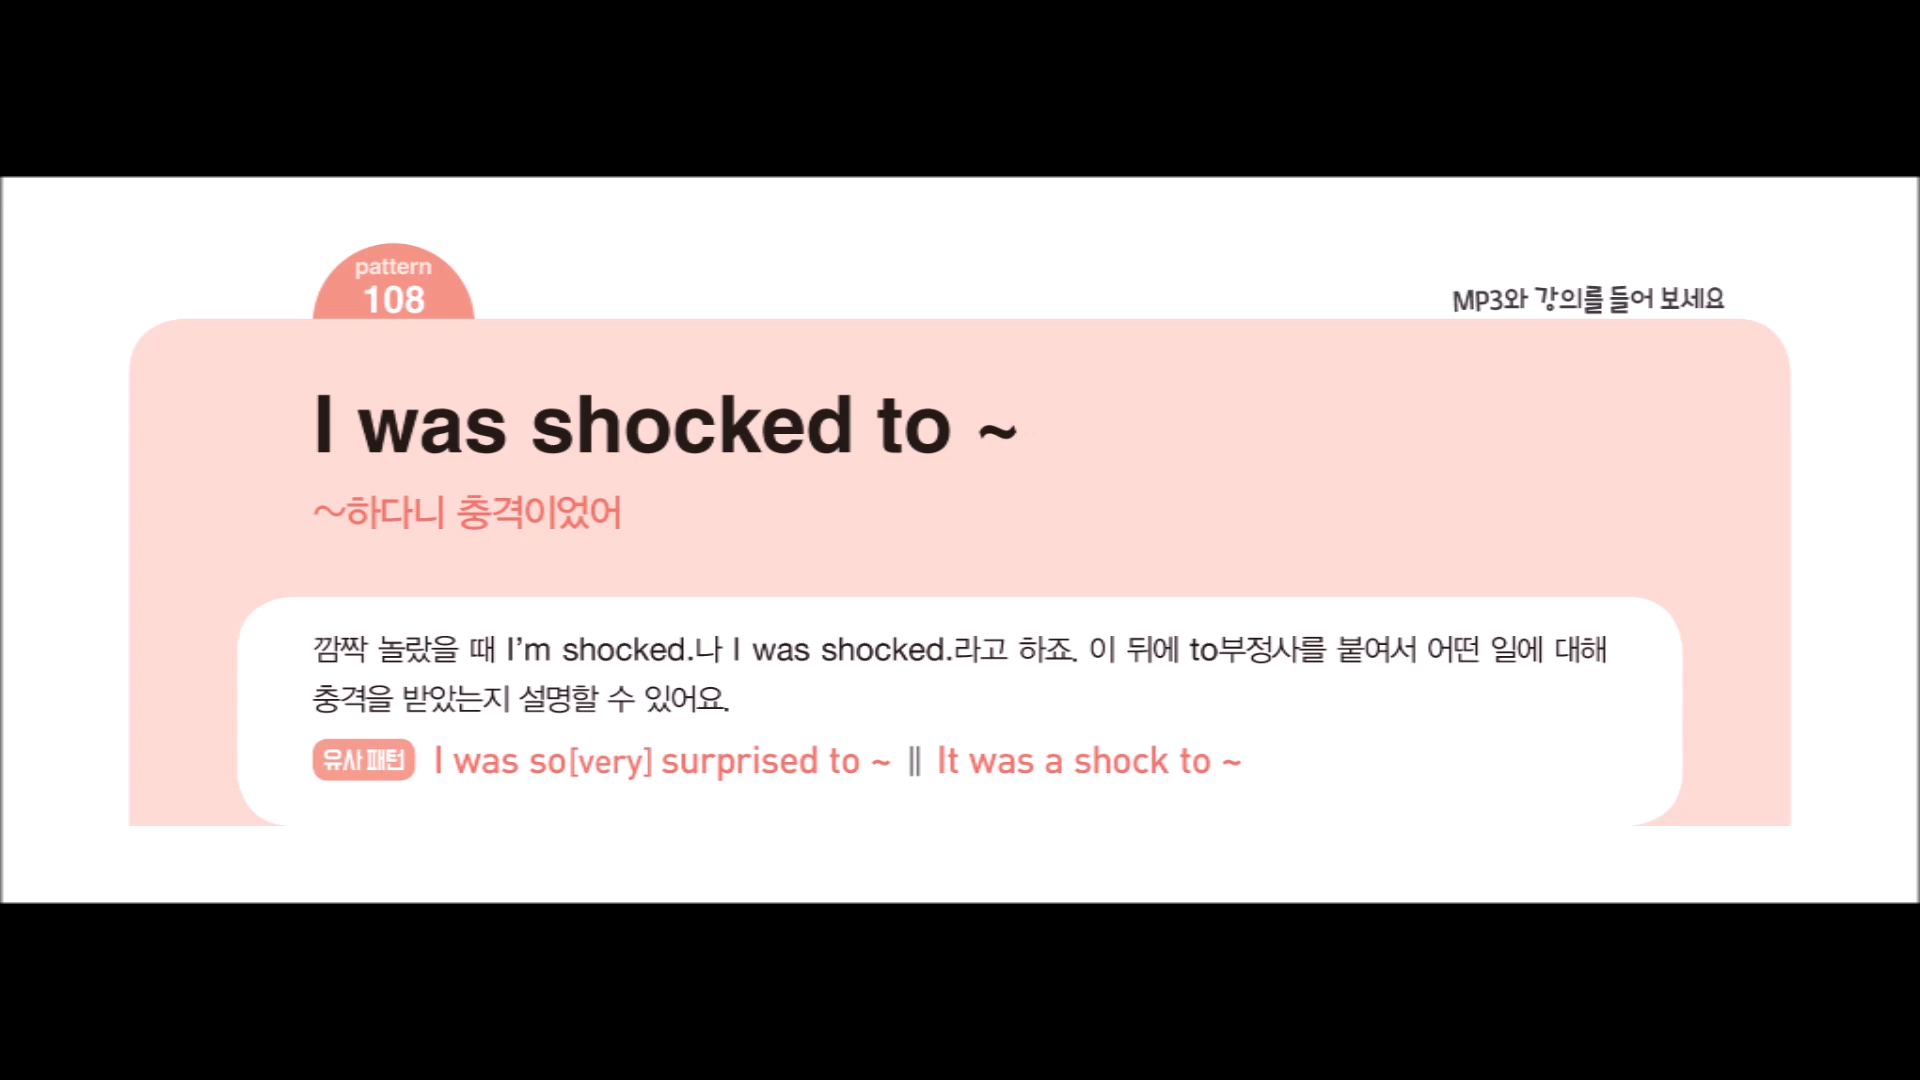 pattern
108
MP3와 강의를 들어 보세요
I was shocked to ~
~하다니 충격이었어
깜짝 놀랐을 때 I'm shocked.나 I was shocked.라고 하죠. 이 뒤에 to부정사를 붙여서 어떤 일에 대해
충격을 받았는지 설명할 수 있어요.
유사 패턴 I was so[very] surprised to ~ || It was a shock to ~